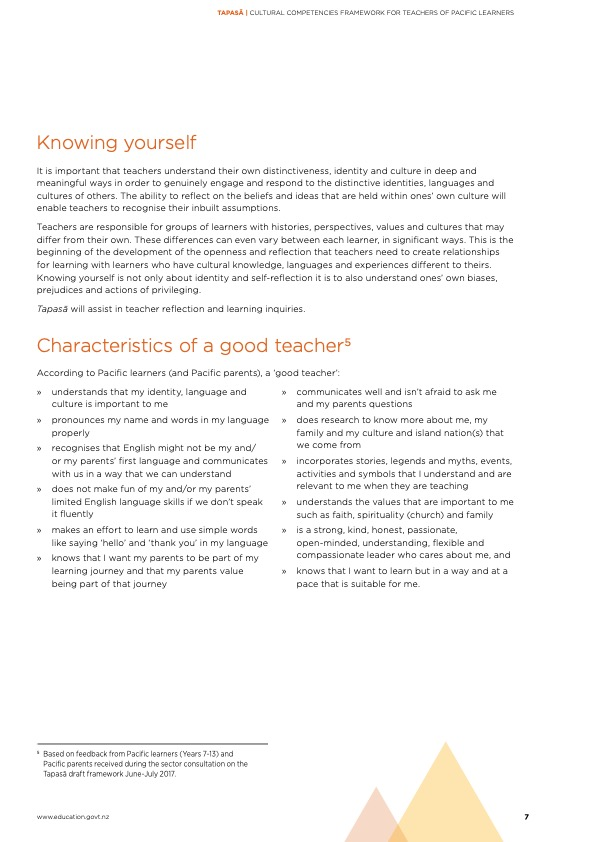 TAPASĀ | CULTURAL COMPETENCIES FRAMEWORK FOR TEACHERS OF PACIFIC LEARNERS
Knowing yourself
It is important that teachers understand their own distinctiveness, identity and culture in deep and
meaningful ways in order to genuinely engage and respond to the distinctive identities, languages and
cultures of others. The ability to reflect on the beliefs and ideas that are held within ones' own culture will
enable teachers to recognise their inbuilt assumptions.
Teachers are responsible for groups of learners with histories, perspectives, values and cultures that may
differ from their own. These differences can even vary between each learner, in significant ways. This is the
beginning of the development of the openness and reflection that teachers need to create relationships
for learning with learners who have cultural knowledge, languages and experiences different to theirs.
Knowing yourself is not only about identity and self-reflection it is to also understand ones' own biases,
prejudices and actions of privileging.
Tapasā will assist in teacher reflection and learning inquiries.
Characteristics of a good teacher⁵
According to Pacific learners (and Pacific parents), a 'good teacher':
» understands that my identity, language and
culture is important to me
» pronounces my name and words in my language
properly
» recognises that English might not be my and/
or my parents' first language and communicates
with us in a way that we can understand
» does not make fun of my and/or my parents'
limited English language skills if we don't speak
it fluently
» makes an effort to learn and use simple words
like saying 'hello' and 'thank you' in my language
» knows that I want my parents to be part of my
learning journey and that my parents value
being part of that journey
» communicates well and isn't afraid to ask me
and my parents questions
» does research to know more about me, my
family and my culture and island nation(s) that
we come from
» incorporates stories, legends and myths, events,
activities and symbols that I understand and are
relevant to me when they are teaching
» understands the values that are important to me
such as faith, spirituality (church) and family
» is a strong, kind, honest, passionate,
open-minded, understanding, flexible and
compassionate leader who cares about me, and
» knows that I want to learn but in a way and at a
pace that is suitable for me.
⁵ Based on feedback from Pacific learners (Years 7-13) and
Pacific parents received during the sector consultation on the
Tapasā draft framework June-July 2017.
www.education.govt.nz
7